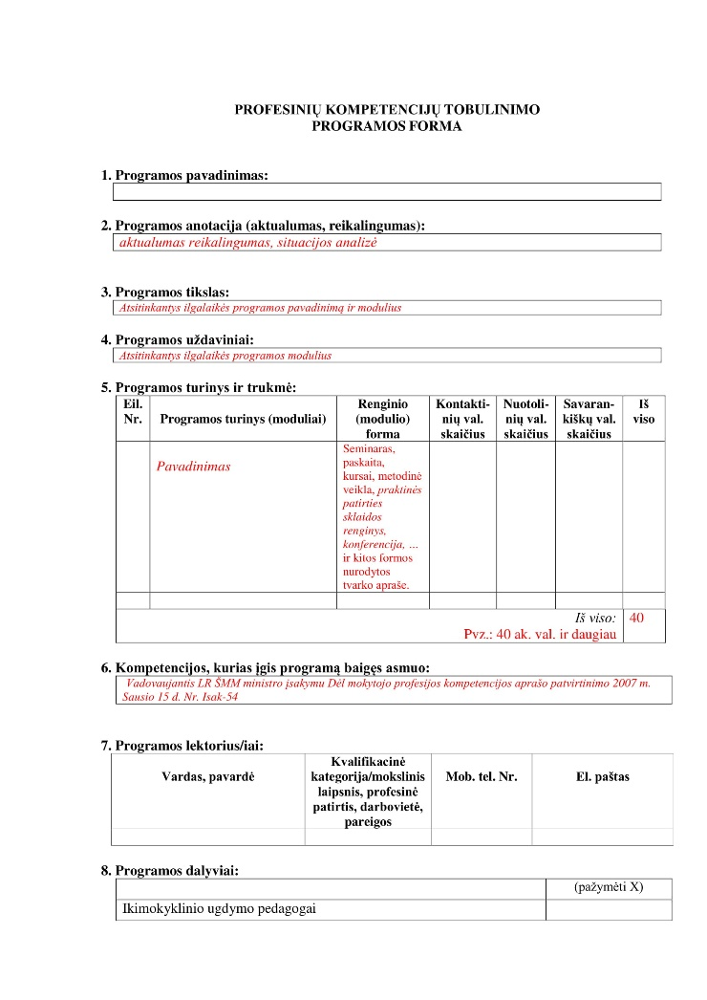 PROFESINIŲ KOMPETENCIJŲ TOBULINIMO
PROGRAMOS FORMA
1. Programos pavadinimas:
2. Programos anotacija (aktualumas, reikalingumas):
aktualumas reikalingumas, situacijos analizė
3. Programos tikslas:
Atsitinkantys ilgalaikės programos pavadinimą ir modulius
4. Programos uždaviniai:
Atsitinkantys ilgalaikės programos modulius
5. Programos turinys ir trukmė:
Eil.
Nr.
Programos turinys (moduliai)
Renginio
(modulio)
forma
Kontakti-
nių val.
skaičius
Nuotoli-
nių val.
skaičius
Savaran-
kiškų val.
skaičius
Iš
viso
Pavadinimas
Seminaras,
paskaita,
kursai, metodinė
veikla, praktinės
patirties
sklaidos
renginys,
konferencija, ...
ir kitos formos
nurodytos
tvarko apraše.
Iš viso:
Pvz.: 40 ak. val. ir daugiau
40
6. Kompetencijos, kurias įgis programą baigęs asmuo:
Vadovaujantis LR ŠMM ministro įsakymu Dėl mokytojo profesijos kompetencijos aprašo patvirtinimo 2007 m.
Sausio 15 d. Nr. Isak-54
7. Programos lektorius/iai:
Vardas, pavardė
Kvalifikacinė
kategorija/mokslinis
laipsnis, profesinė
patirtis, darbovietė,
pareigos
Mob. tel. Nr.
El. paštas
8. Programos dalyviai:
(pažymėti X)
Ikimokyklinio ugdymo pedagogai